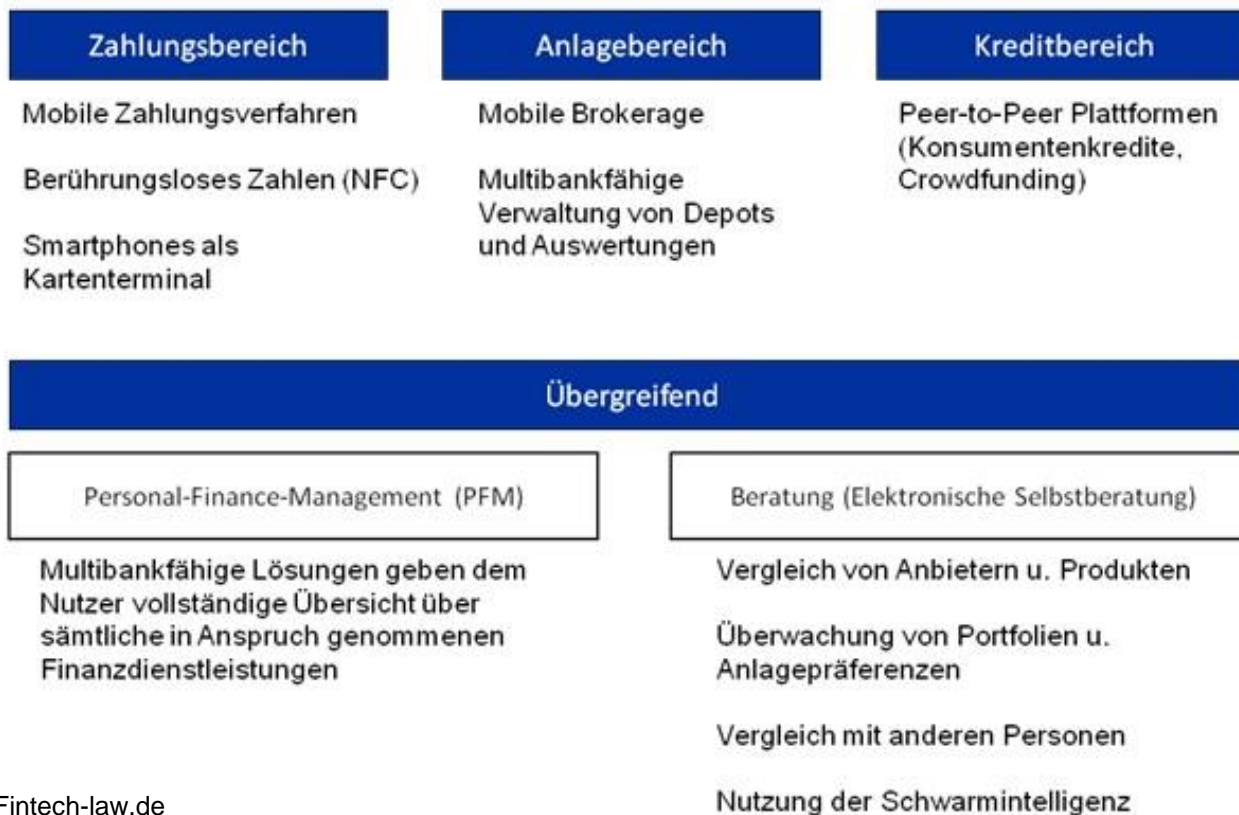 Zahlungsbereich
Mobile Zahlungsverfahren
Berührungsloses Zahlen (NFC)
Smartphones als
Kartenterminal
Anlagebereich
Mobile Brokerage
Multibankfähige
Verwaltung von Depots
und Auswertungen
Kreditbereich
Peer-to-Peer Plattformen
(Konsumentenkredite,
Crowdfunding)
Übergreifend
Personal-Finance-Management (PFM)
Multibankfähige Lösungen geben dem
Nutzer vollständige Übersicht über
sämtliche in Anspruch genommenen
Finanzdienstleistungen
Beratung (Elektronische Selbstberatung)
Vergleich von Anbietern u. Produkten
Überwachung von Portfolien u.
Anlagepräferenzen
Vergleich mit anderen Personen
Nutzung der Schwarmintelligenz
Fintech-law.de